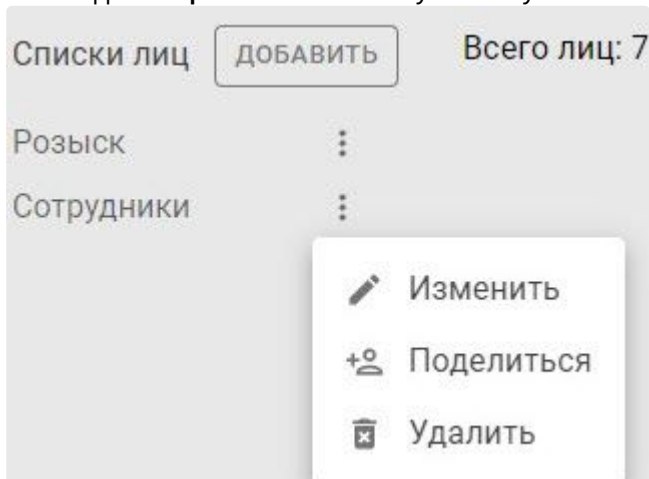 Списки лиц ДОБАВИТЬ Всего лиц: 7
Розыск
Сотрудники
Изменить
Поделиться
Удалить